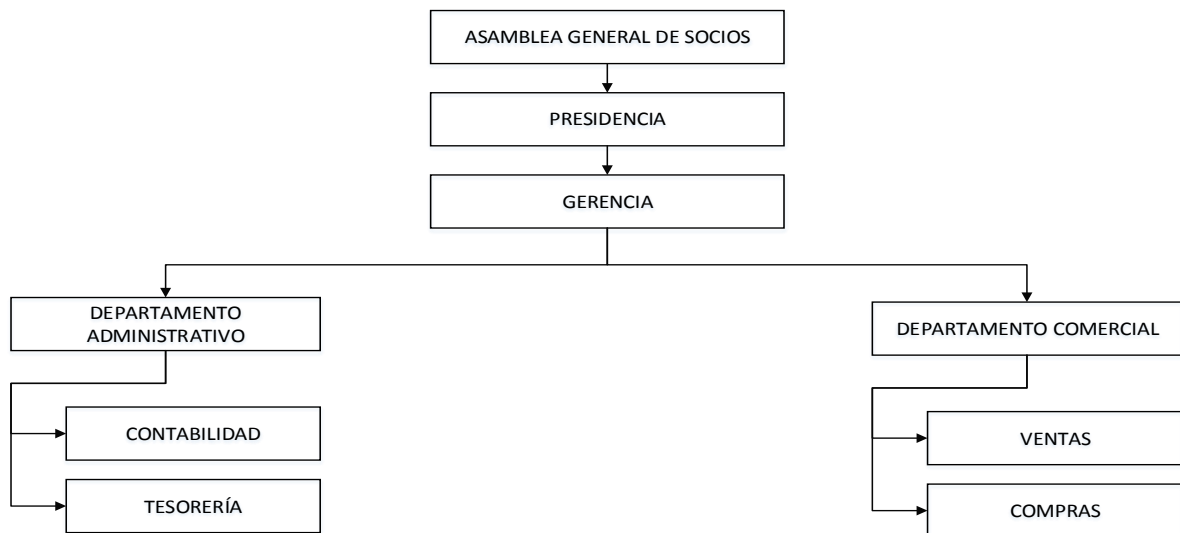 ASAMBLEA GENERAL DE SOCIOS
PRESIDENCIA
GERENCIA
DEPARTAMENTO
ADMINISTRATIVO
CONTABILIDAD
TESORERÍA
DEPARTAMENTO COMERCIAL
VENTAS
COMPRAS